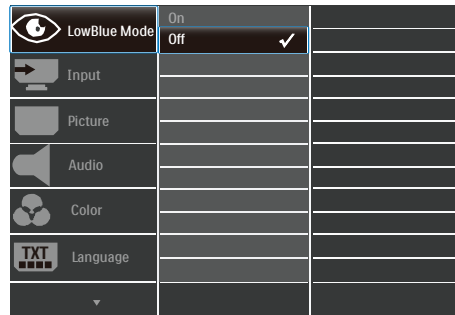 LowBlue Mode
On
Off
Input
Picture
Audio
Color
TXT
Language